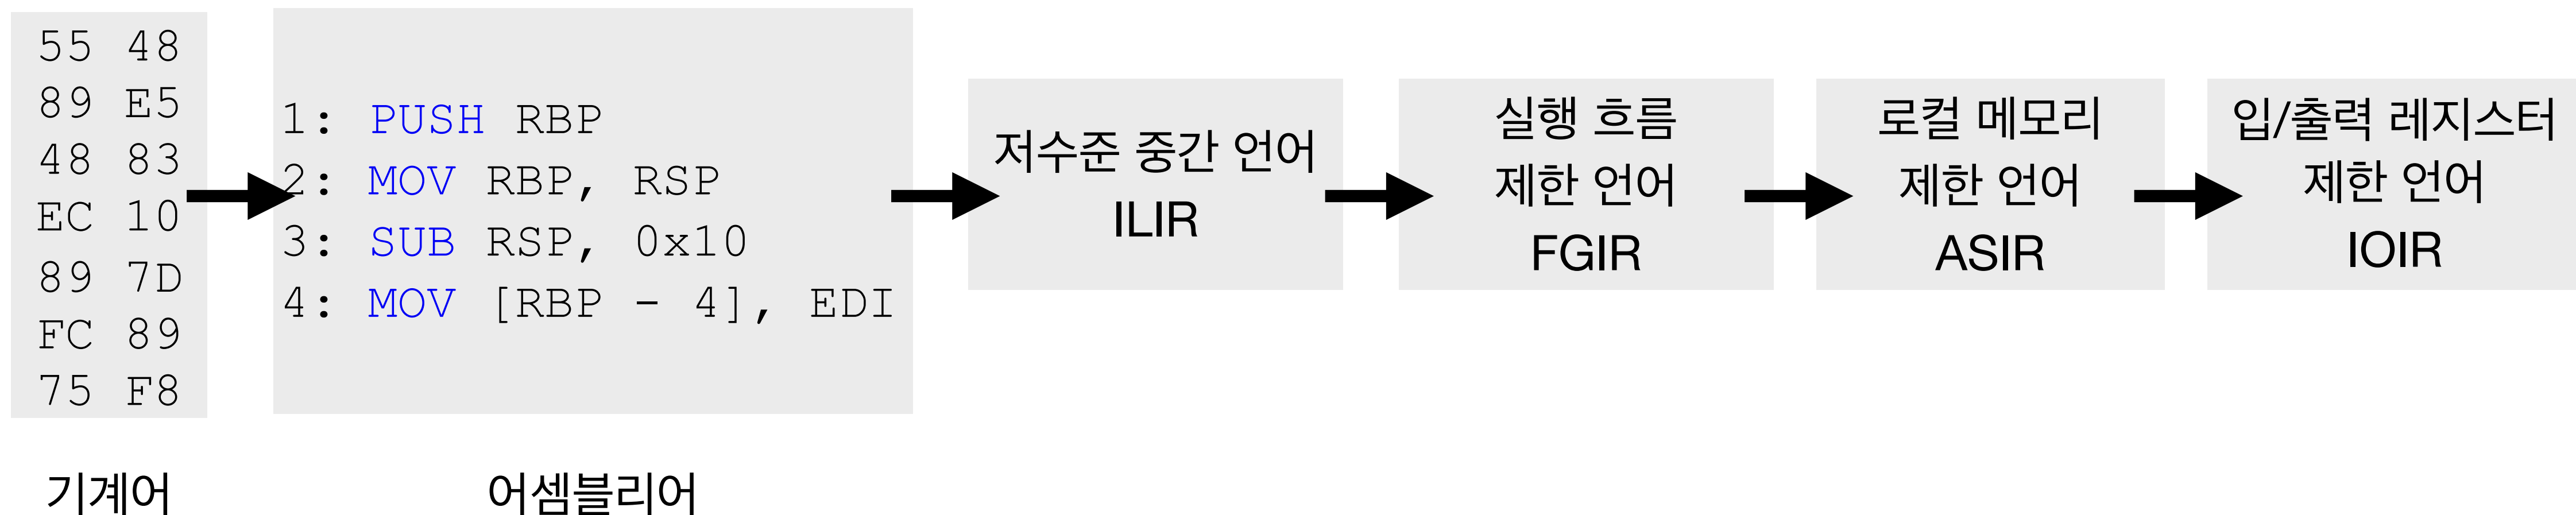 55 48
89 E5
48 83
EC 10
89 7D
FC 89
75 F8
기계어
1: PUSH RBP
2: MOV RBP, RSP
3: SUB RSP, 0x10
4: MOV [RBP - 4], EDI
어셈블리어
저수준 중간 언어
ILIR
실행 흐름
제한 언어
FGIR
로컬 메모리
제한 언어
ASIR
입/출력 레지스터
제한 언어
IOIR